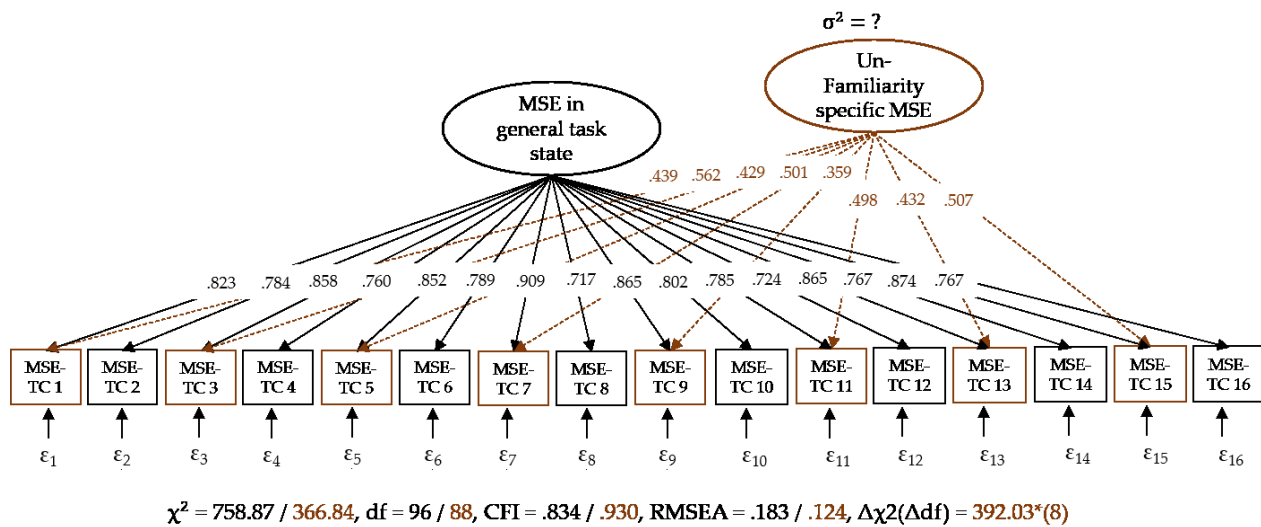 σ² = ?
Un-
Familiarity
specific MSE
MSE in
general task
state
.439 .562 .429 .501 .359
.498 .432 .507
.823 .784 .858 .760 .852 .789 .909 .717 .865 .802 .785 .724 .865 .767 .874 .767
MSE- MSE- MSE- MSE- MSE- MSE- MSE- MSE- MSE- MSE- MSE- MSE- MSE- MSE- MSE- MSE-
TC 1 TC 2 TC 3 TC 4 TC 5 TC 6 TC 7 TC 8 TC 9 TC 10 TC 11 TC 12 TC 13 TC 14 TC 15 TC 16
ε₁ ε₂ ε₃ ε₄ ε₅ ε₆ ε₇ ε₈ ε₉ ε₁₀ ε₁₁ ε₁₂ ε₁₃ ε₁₄ ε₁₅ ε₁₆
χ² = 758.87 / 366.84, df = 96 / 88, CFI = .834 / .930, RMSEA = .183 / .124, Δχ2(Δdf) = 392.03*(8)